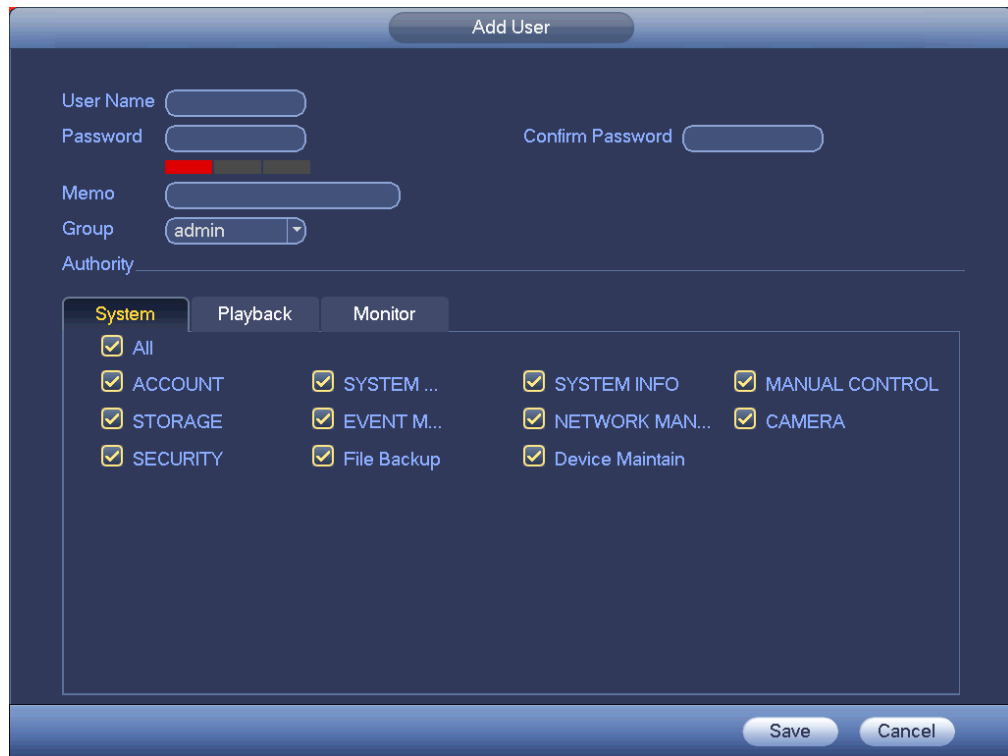 Add User
User Name
Password Confirm Password
Memo
Group admin
Authority
System Playback Monitor
All
ACCOUNT SYSTEM ... SYSTEM INFO MANUAL CONTROL
STORAGE EVENT M... NETWORK MAN... CAMERA
SECURITY File Backup Device Maintain
Save Cancel